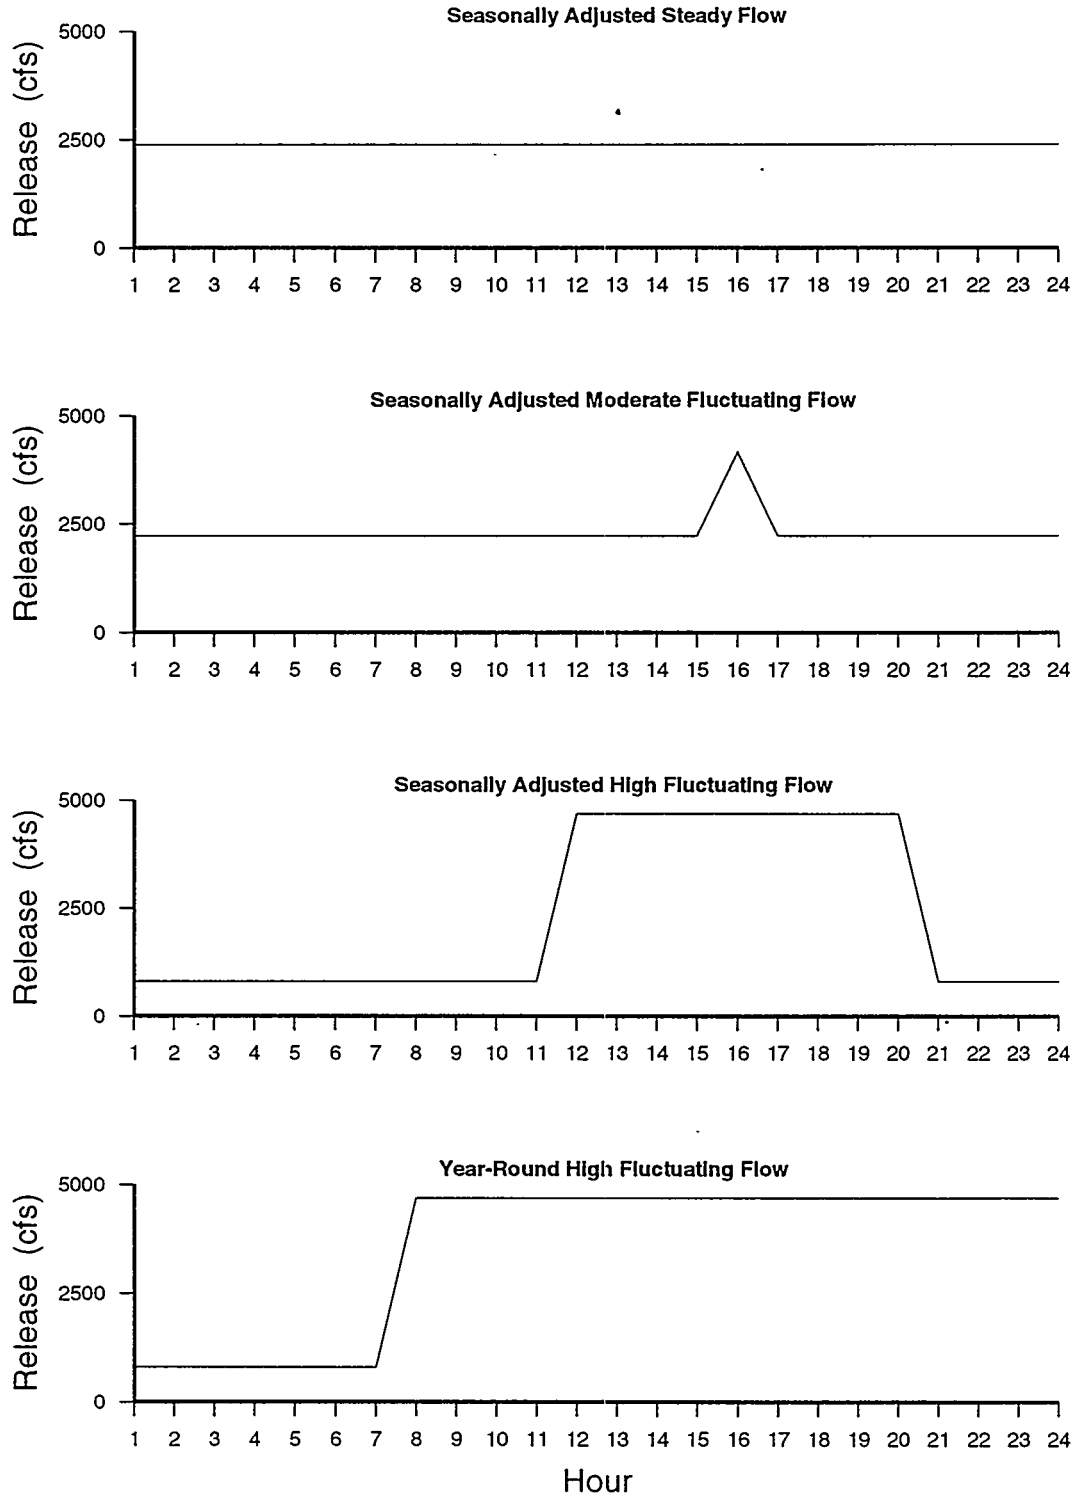 Seasonally Adjusted Steady Flow
5000
2500
0
Release (cfs)
1 2 3 4 5 6 7 8 9 10 11 12 13 14 15 16 17 18 19 20 21 22 23 24
Seasonally Adjusted Moderate Fluctuating Flow
5000
2500
0
Release (cfs)
1 2 3 4 5 6 7 8 9 10 11 12 13 14 15 16 17 18 19 20 21 22 23 24
Seasonally Adjusted High Fluctuating Flow
5000
2500
0
Release (cfs)
1 2 3 4 5 6 7 8 9 10 11 12 13 14 15 16 17 18 19 20 21 22 23 24
Year-Round High Fluctuating Flow
5000
2500
0
Release (cfs)
1 2 3 4 5 6 7 8 9 10 11 12 13 14 15 16 17 18 19 20 21 22 23 24
Hour